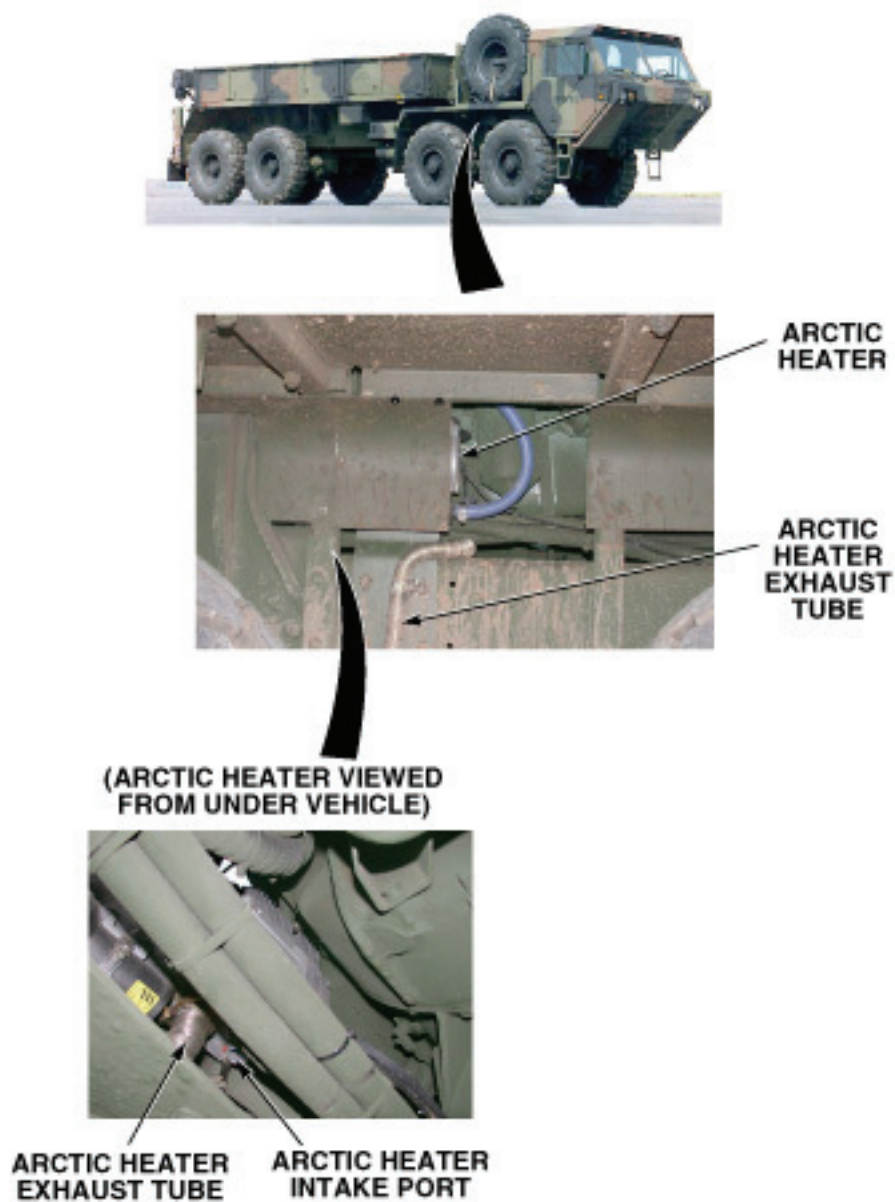 ARCTIC
HEATER
ARCTIC
HEATER
EXHAUST
TUBE
(ARCTIC HEATER VIEWED
FROM UNDER VEHICLE)
ARCTIC HEATER
EXHAUST TUBE
ARCTIC HEATER
INTAKE PORT